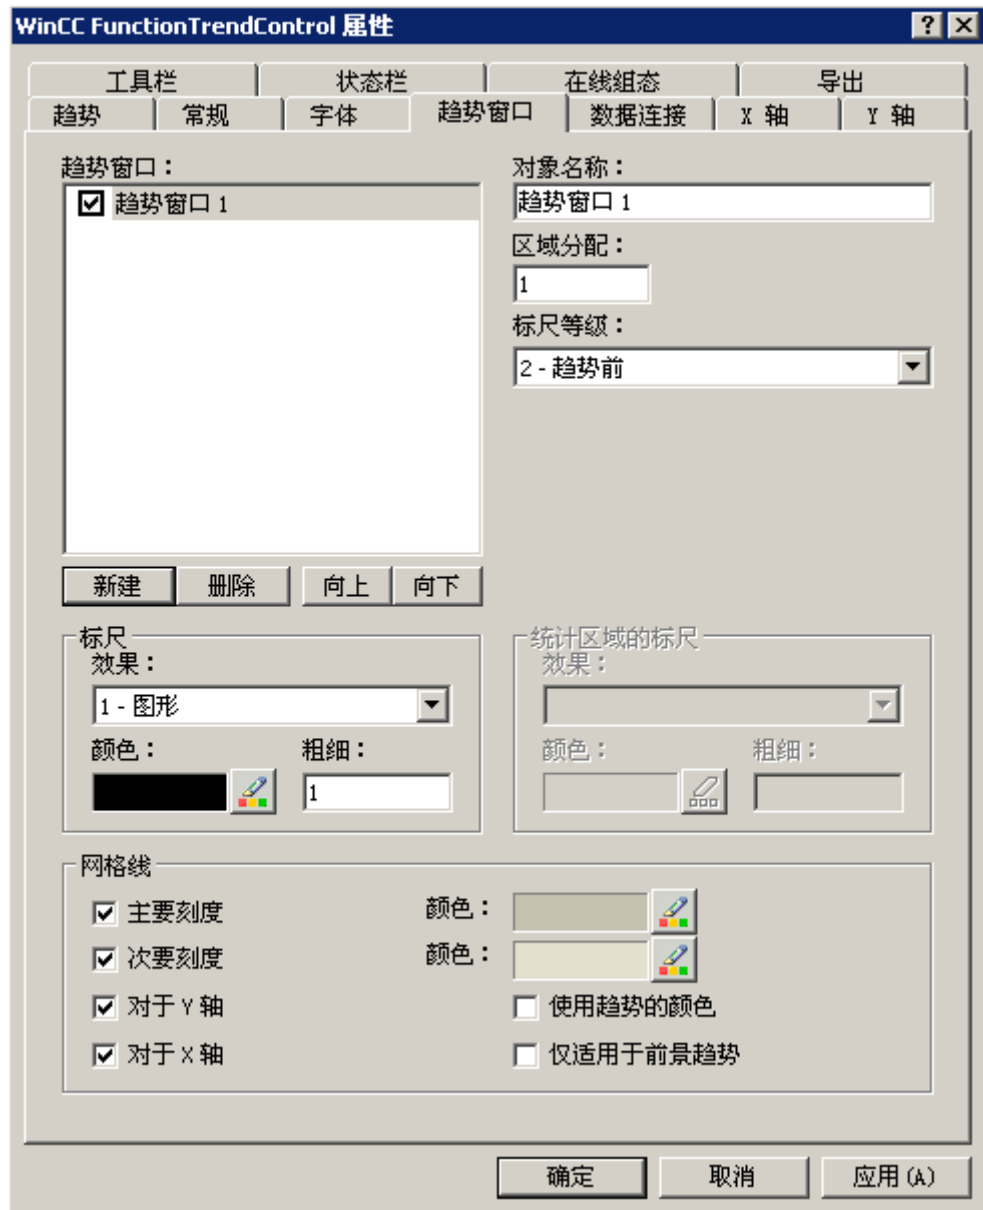 WinCC FunctionTrendControl 属性
工具栏 状态栏 在线组态 导出
趋势 常规 字体 趋势窗口 数据连接 X 轴 Y 轴
趋势窗口：
趋势窗口 1
新建 删除 向上 向下
对象名称：
趋势窗口 1
区域分配：
1
标尺等级：
2 - 趋势前
标尺
效果：
1 - 图形
颜色： 粗细：
1
统计区域的标尺
效果：
颜色： 粗细：
网格线
主要刻度 颜色：
次要刻度 颜色：
对于 Y 轴 使用趋势的颜色
对于 X 轴 仅适用于前景趋势
确定 取消 应用(A)